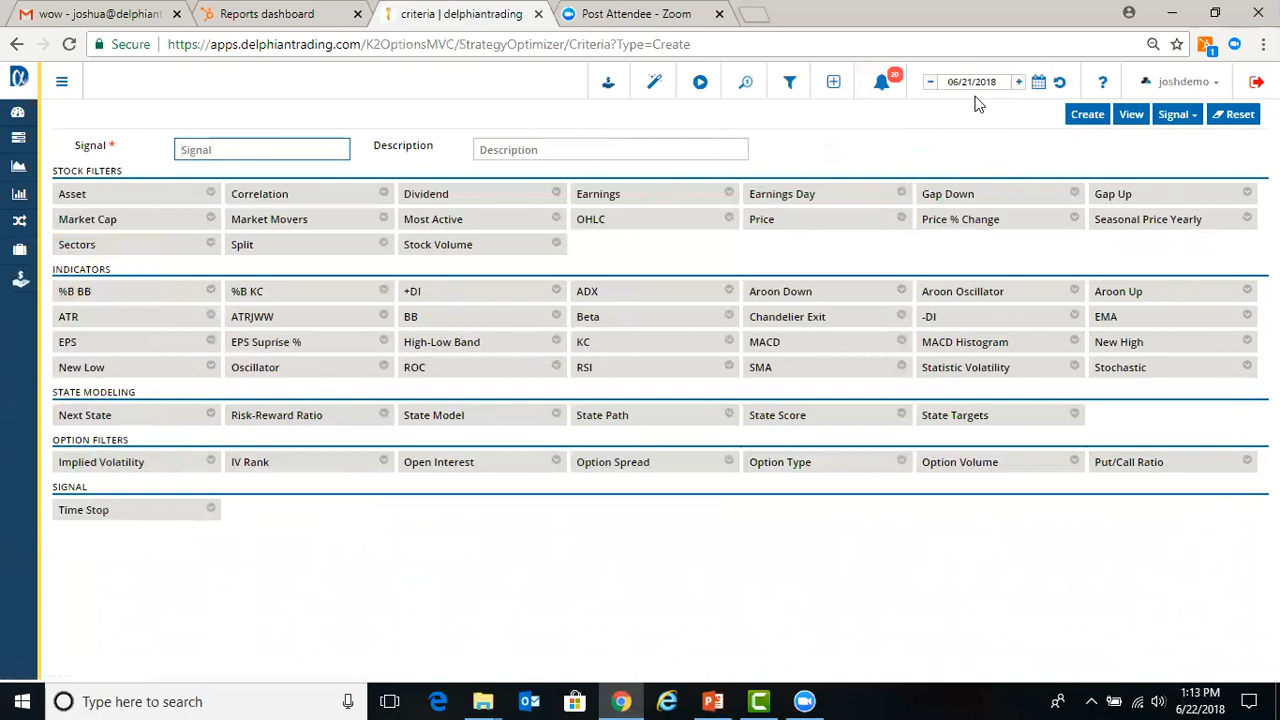 wow - joshua@delphiant
Reports dashboard
criteria | delphiantrading
Post Attendee - Zoom
Secure
https://apps.delphiantrading.com/K2OptionsMVC/StrategyOptimizer/Criteria?Type=Create
1
20
06/21/2018
?
joshdemo
Create View Signal Reset
Signal * Signal Description Description
STOCK FILTERS
Asset Correlation Dividend Earnings Earnings Day Gap Down Gap Up
Market Cap Market Movers Most Active OHLC Price Price % Change Seasonal Price Yearly
Sectors Split Stock Volume
INDICATORS
%B BB %B KC +DI ADX Aroon Down Aroon Oscillator Aroon Up
ATR ATRJWW BB Beta Chandelier Exit -DI EMA
EPS EPS Suprise % High-Low Band KC MACD MACD Histogram New High
New Low Oscillator ROC RSI SMA Statistic Volatility Stochastic
STATE MODELING
Next State Risk-Reward Ratio State Model State Path State Score State Targets
OPTION FILTERS
Implied Volatility IV Rank Open Interest Option Spread Option Type Option Volume Put/Call Ratio
SIGNAL
Time Stop
Type here to search
1:13 PM
6/22/2018